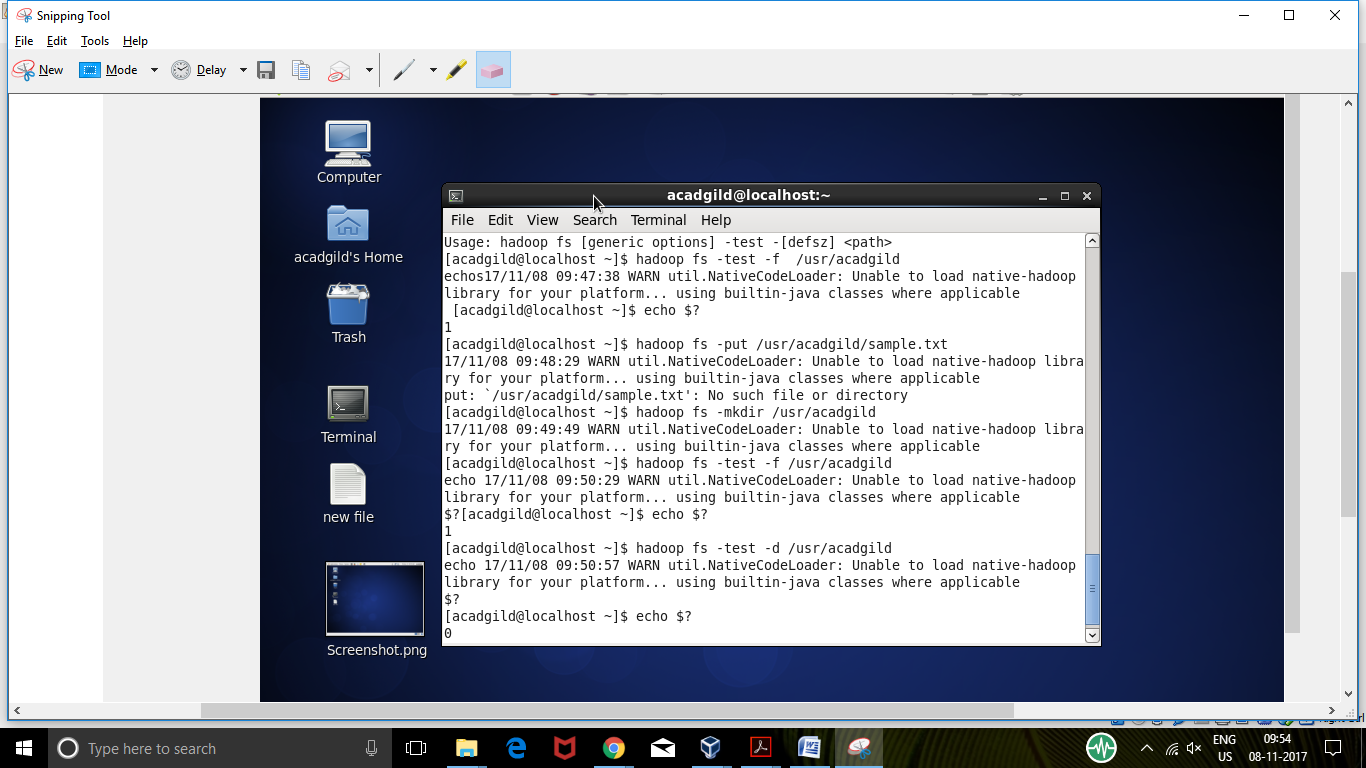 Snipping Tool
File Edit Tools Help
New Mode Delay
Computer
acadgild's Home
Trash
Terminal
new file
Screenshot.png
acadgild@localhost:~
File Edit View Search Terminal Help
Usage: hadoop fs [generic options] -test -[defsz] <path>
[acadgild@localhost ~]$ hadoop fs -test -f  /usr/acadgild
echos17/11/08 09:47:38 WARN util.NativeCodeLoader: Unable to load native-hadoop
library for your platform... using builtin-java classes where applicable
 [acadgild@localhost ~]$ echo $?
1
[acadgild@localhost ~]$ hadoop fs -put /usr/acadgild/sample.txt
17/11/08 09:48:29 WARN util.NativeCodeLoader: Unable to load native-hadoop libra
ry for your platform... using builtin-java classes where applicable
put: `/usr/acadgild/sample.txt': No such file or directory
[acadgild@localhost ~]$ hadoop fs -mkdir /usr/acadgild
17/11/08 09:49:49 WARN util.NativeCodeLoader: Unable to load native-hadoop libra
ry for your platform... using builtin-java classes where applicable
[acadgild@localhost ~]$ hadoop fs -test -f /usr/acadgild
echo 17/11/08 09:50:29 WARN util.NativeCodeLoader: Unable to load native-hadoop
library for your platform... using builtin-java classes where applicable
$?[acadgild@localhost ~]$ echo $?
1
[acadgild@localhost ~]$ hadoop fs -test -d /usr/acadgild
echo 17/11/08 09:50:57 WARN util.NativeCodeLoader: Unable to load native-hadoop
library for your platform... using builtin-java classes where applicable
$?
[acadgild@localhost ~]$ echo $?
0
Type here to search
ENG
US
09:54
08-11-2017